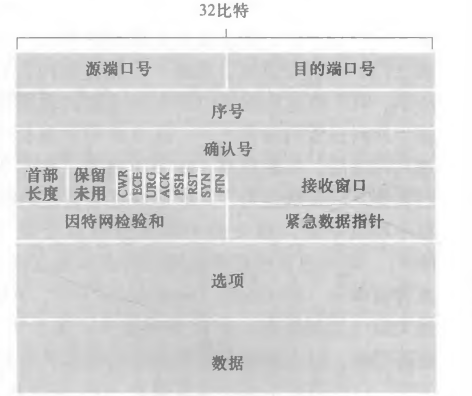 32比特
源端口号 目的端口号
序号
确认号
首部 保留 CWR ECE URG ACK PSH RST SYN FIN 接收窗口
长度 未用
因特网检验和 紧急数据指针
选项
数据